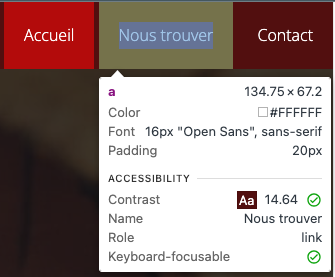 Accueil Nous trouver Contact
a 134.75 × 67.2
Color #FFFFFF
Font 16px "Open Sans", sans-serif
Padding 20px
ACCESSIBILITY
Contrast Aa 14.64
Name Nous trouver
Role link
Keyboard-focusable